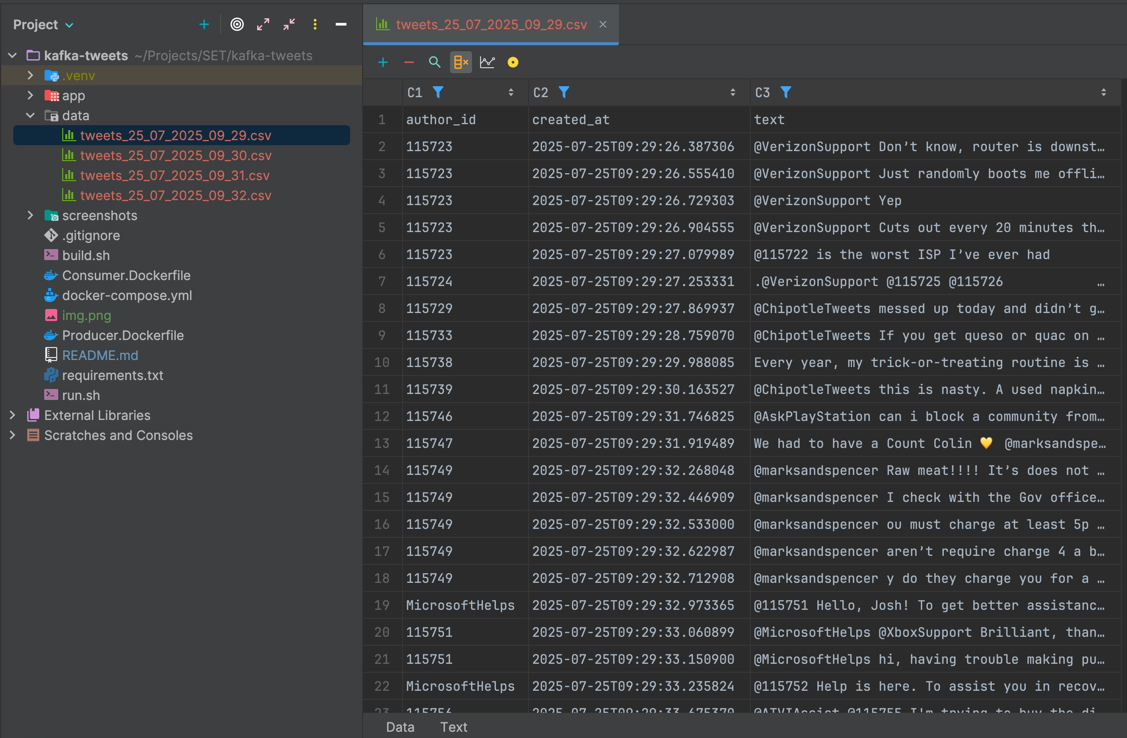 Project
kafka-tweets ~/Projects/SET/kafka-tweets
.venv
app
data
tweets_25_07_2025_09_29.csv
tweets_25_07_2025_09_30.csv
tweets_25_07_2025_09_31.csv
tweets_25_07_2025_09_32.csv
screenshots
.gitignore
build.sh
Consumer.Dockerfile
docker-compose.yml
img.png
Producer.Dockerfile
README.md
requirements.txt
run.sh
External Libraries
Scratches and Consoles
tweets_25_07_2025_09_29.csv
C1 C2 C3
1 author_id created_at text
2 115723 2025-07-25T09:29:26.387306 @VerizonSupport Don’t know, router is downst…
3 115723 2025-07-25T09:29:26.555410 @VerizonSupport Just randomly boots me offli…
4 115723 2025-07-25T09:29:26.729303 @VerizonSupport Yep
5 115723 2025-07-25T09:29:26.904555 @VerizonSupport Cuts out every 20 minutes th…
6 115723 2025-07-25T09:29:27.079989 @115722 is the worst ISP I’ve ever had
7 115724 2025-07-25T09:29:27.253331 .@VerizonSupport @115725 @115726 …
8 115729 2025-07-25T09:29:27.869937 @ChipotleTweets messed up today and didn’t g…
9 115733 2025-07-25T09:29:28.759070 @ChipotleTweets If you get queso or quac on …
10 115738 2025-07-25T09:29:29.988085 Every year, my trick-or-treating routine is …
11 115739 2025-07-25T09:29:30.163527 @ChipotleTweets this is nasty. A used napkin…
12 115746 2025-07-25T09:29:31.746825 @AskPlayStation can i block a community from…
13 115747 2025-07-25T09:29:31.919489 We had to have a Count Colin 💛 @marksandspe…
14 115749 2025-07-25T09:29:32.268048 @marksandspencer Raw meat!!!! It’s does not …
15 115749 2025-07-25T09:29:32.446909 @marksandspencer I check with the Gov office…
16 115749 2025-07-25T09:29:32.533000 @marksandspencer ou must charge at least 5p …
17 115749 2025-07-25T09:29:32.622987 @marksandspencer aren’t require charge 4 a b…
18 115749 2025-07-25T09:29:32.712908 @marksandspencer y do they charge you for a …
19 MicrosoftHelps 2025-07-25T09:29:32.973365 @115751 Hello, Josh! To get better assistanc…
20 115751 2025-07-25T09:29:33.060899 @MicrosoftHelps @XboxSupport Brilliant, than…
21 115751 2025-07-25T09:29:33.150900 @MicrosoftHelps hi, having trouble making pu…
22 MicrosoftHelps 2025-07-25T09:29:33.235824 @115752 Help is here. To assist you in recov…
23 115756 2025-07-25T09:29:33.675370 @ATVIAssist @115755 I'm trying to buy the di…
Data Text